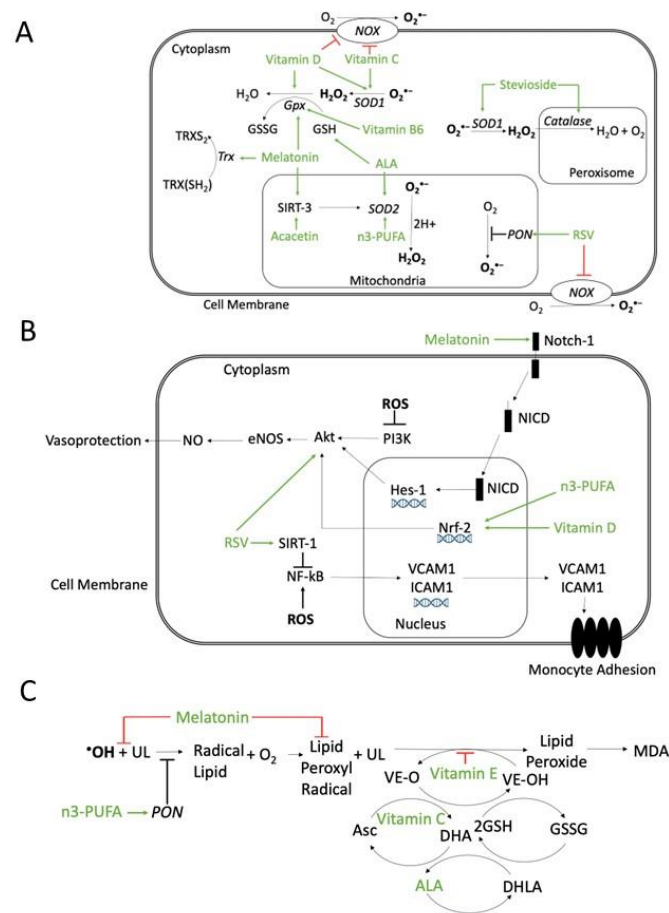 A
O₂ O₂•−
NOX
Cytoplasm
Vitamin D Vitamin C
H₂O H₂O₂ SOD1 O₂•−
Gpx
GSSG GSH
Vitamin B6
Stevioside
O₂•− SOD1 H₂O₂ Catalase H₂O + O₂
Peroxisome
TRXS₂
Trx
TRX(SH₂)
Melatonin
ALA
SIRT-3 SOD2 O₂•−
2H+
H₂O₂
Acacetin n3-PUFA
O₂
PON RSV
O₂•−
Mitochondria
Cell Membrane
NOX
O₂ O₂•−
B
Melatonin Notch-1
Cytoplasm
NICD
ROS
Vasoprotection NO eNOS Akt PI3K
Hes-1 NICD
n3-PUFA
Nrf-2
Vitamin D
RSV SIRT-1
NF-kB
ROS
VCAM1 VCAM1
ICAM1 ICAM1
Cell Membrane
Nucleus
Monocyte Adhesion
C
Melatonin
•OH + UL Radical + O₂ Lipid + UL Lipid MDA
Lipid Peroxyl Peroxide
Radical
VE-O Vitamin E VE-OH
n3-PUFA PON
Asc Vitamin C DHA 2GSH GSSG
ALA DHLA